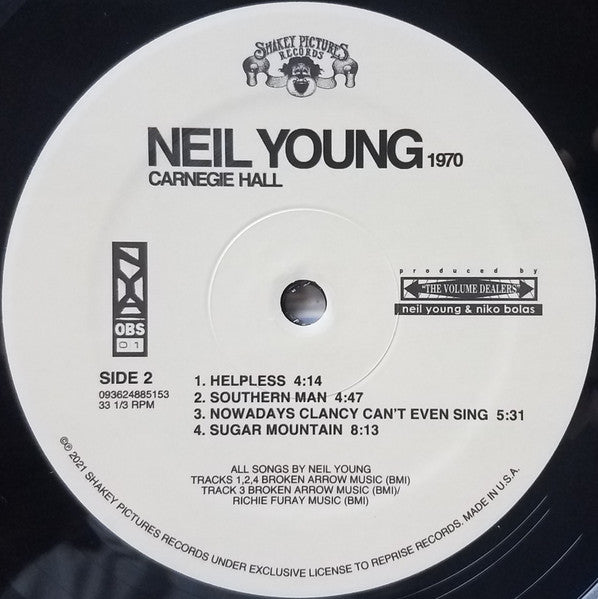 SHAKEY PICTURES
RECORDS
NEIL YOUNG 1970
CARNEGIE HALL
produced by
"THE VOLUME DEALERS"
neil young & niko bolas
NYA
OBS
01
SIDE 2
093624885153
33 1/3 RPM
1. HELPLESS 4:14
2. SOUTHERN MAN 4:47
3. NOWADAYS CLANCY CAN'T EVEN SING 5:31
4. SUGAR MOUNTAIN 8:13
ALL SONGS BY NEIL YOUNG
TRACKS 1,2,4 BROKEN ARROW MUSIC (BMI)
TRACK 3 BROKEN ARROW MUSIC (BMI)/
RICHIE FURAY MUSIC (BMI)
©℗ 2021 SHAKEY PICTURES RECORDS UNDER EXCLUSIVE LICENSE TO REPRISE RECORDS. MADE IN U.S.A.